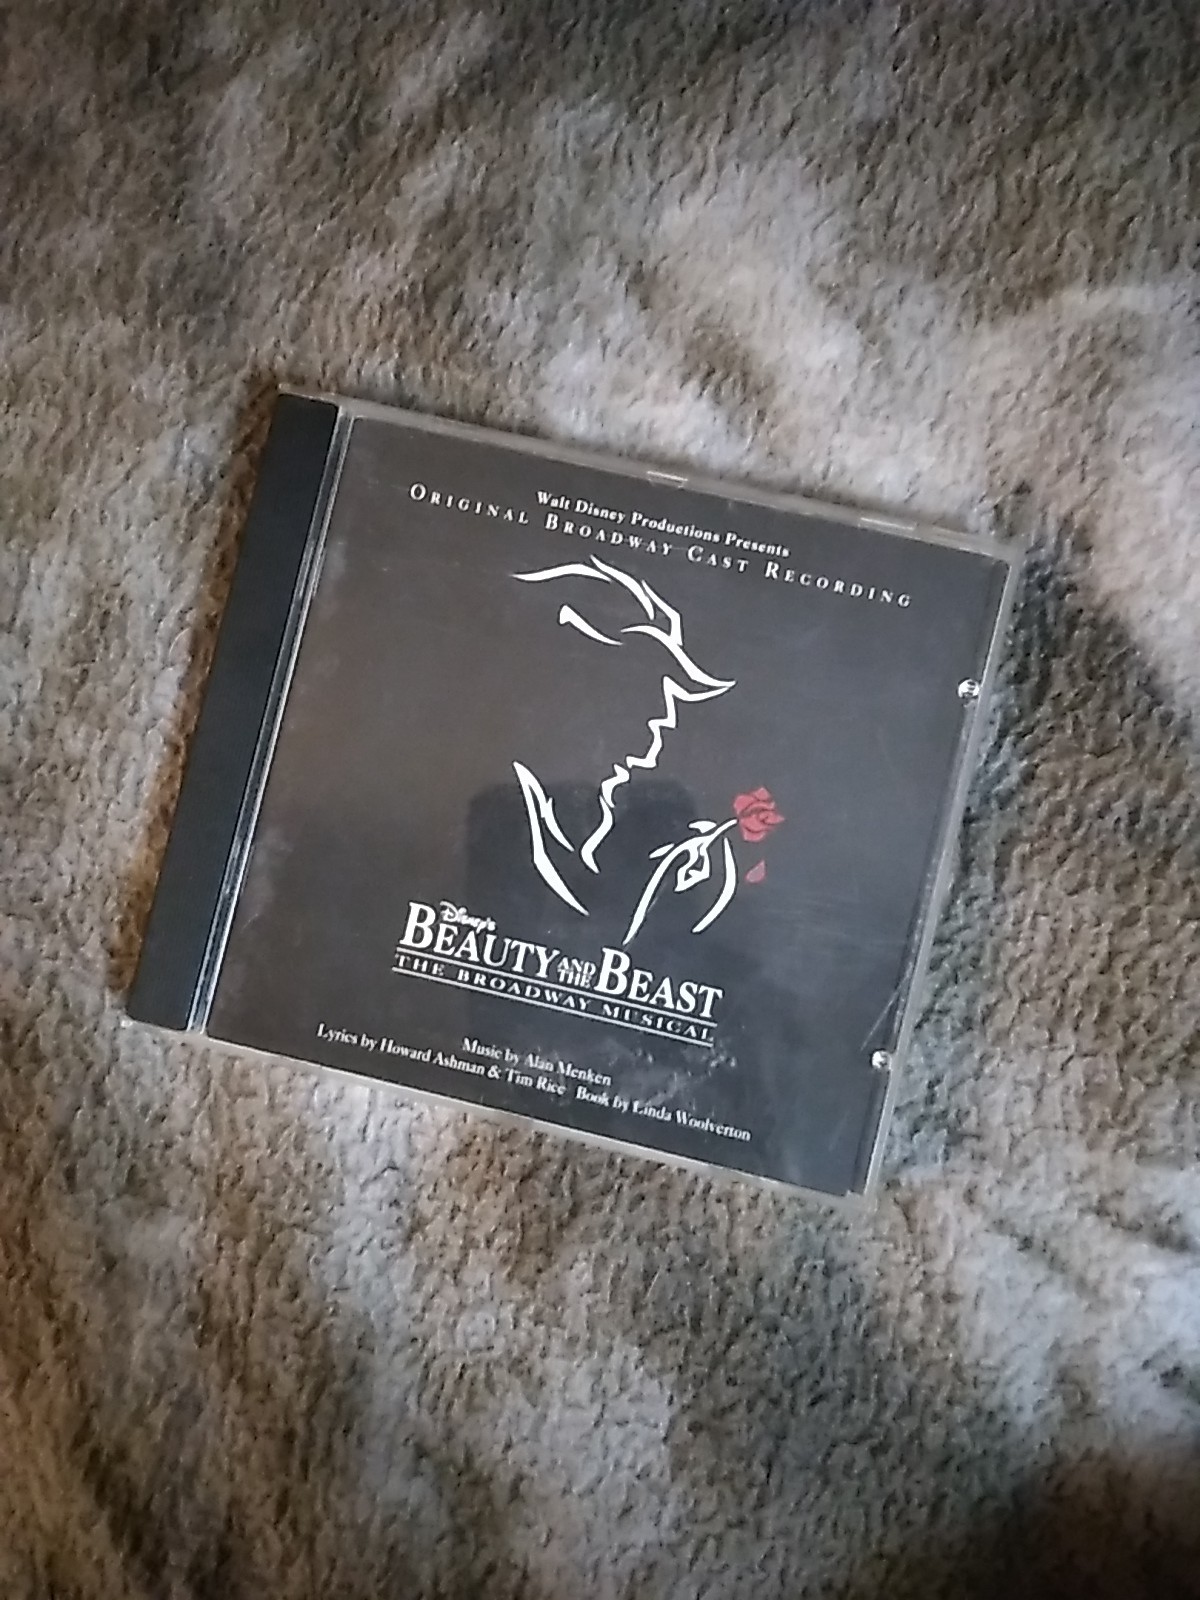 Walt Disney Productions Presents
ORIGINAL BROADWAY CAST RECORDING
Disney's
BEAUTY AND THE BEAST
THE BROADWAY MUSICAL
Music by Alan Menken
Lyrics by Howard Ashman & Tim Rice Book by Linda Woolverton